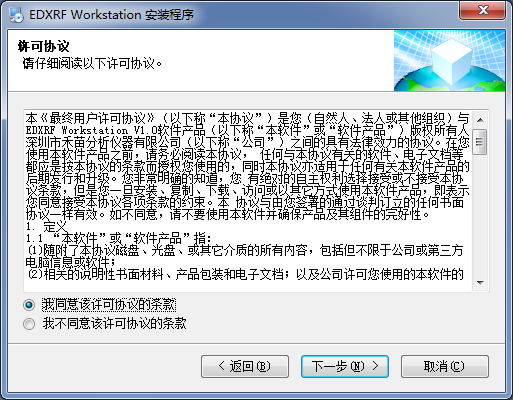 EDXRF Workstation 安装程序
许可协议
请仔细阅读以下许可协议。
本《最终用户许可协议》（以下称“本协议”）是您（自然人、法人或其他组织）与
EDXRF Workstation V1.0软件产品（以下称“本软件”或“软件产品”）版权所有人
深圳市禾苗分析仪器有限公司（以下称“公司”）之间的具有法律效力的协议。在您
使用本软件产品之前，请务必阅读本协议， 任何与本协议有关的软件、电子文档等
都应是按本协议的条款而授权您使用的，同时本协议亦适用于任何有关本软件产品的
后期发行和升级。您非常明确的知道，您 有绝对的自主权利选择接受或不接受本协
议条款，但是您一旦安装、复制、下载、访问或以其它方式使用本软件产品，即表示
您同意接受本协议各项条款的约束。本 协议与由您签署的通过谈判订立的任何书面
协议一样有效。如不同意，请不要使用本软件并确保产品及其组件的完好性。
1. 定义
1.1 “本软件”或“软件产品”指：
(1)随附了本协议磁盘、光盘、或其它介质的所有内容，包括但不限于公司或第三方
电脑信息或软件；
(2)相关的说明性书面材料、产品包装和电子文档；以及公司许可您使用的本软件的
我同意该许可协议的条款
我不同意该许可协议的条款
< 返回(B)
下一步(N) >
取消(C)